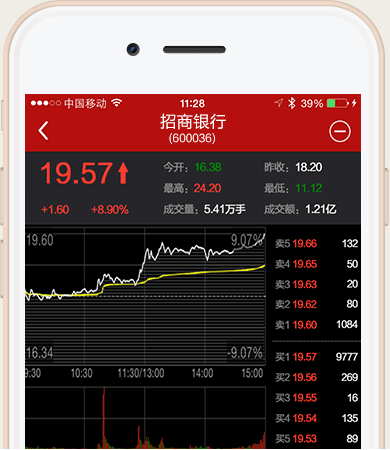 中国移动 11:28 39%
招商银行
(600036)
19.57
+1.60 +8.90%
今开: 16.38 昨收: 18.20
最高: 24.20 最低: 11.12
成交量: 5.41万手 成交额: 1.21亿
19.60 9.07%
16.34 -9.07%
9:30 10:30 11:30/13:00 14:00 15:00
卖5 19.66 132
卖4 19.65 50
卖3 19.63 20
卖2 19.62 80
卖1 19.60 1084
买1 19.57 9777
买2 19.56 269
买3 19.55 16
买4 19.54 135
买5 19.53 89